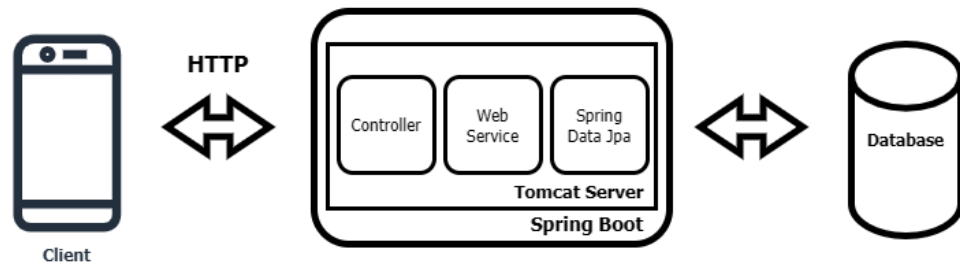 HTTP
Client
Controller
Web
Service
Spring
Data Jpa
Tomcat Server
Spring Boot
Database